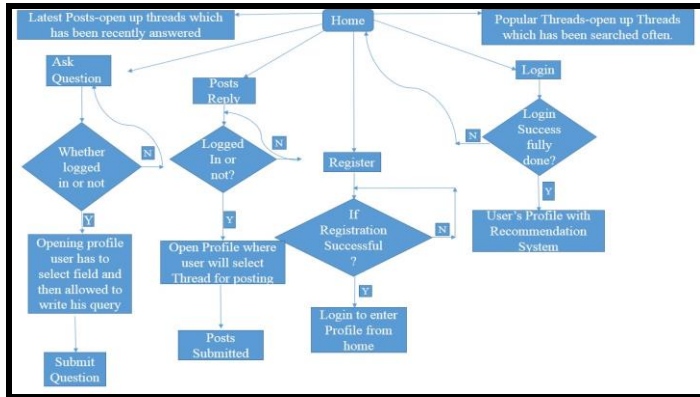 Latest Posts-open up threads which
has been recently answered
Home
Popular Threads-open up Threads
which has been searched often.
Ask
Question
Posts
Reply
Login
Whether
logged
in or not
N
Logged
In or
not?
N
Register
Login
Success
fully
done?
N
Y
Y
If
Registration
Successful
?
N
Y
User's Profile with
Recommendation
System
Opening profile
user has to
select field and
then allowed to
write his query
Open Profile where
user will select
Thread for posting
Y
Login to enter
Profile from
home
Posts
Submitted
Submit
Question